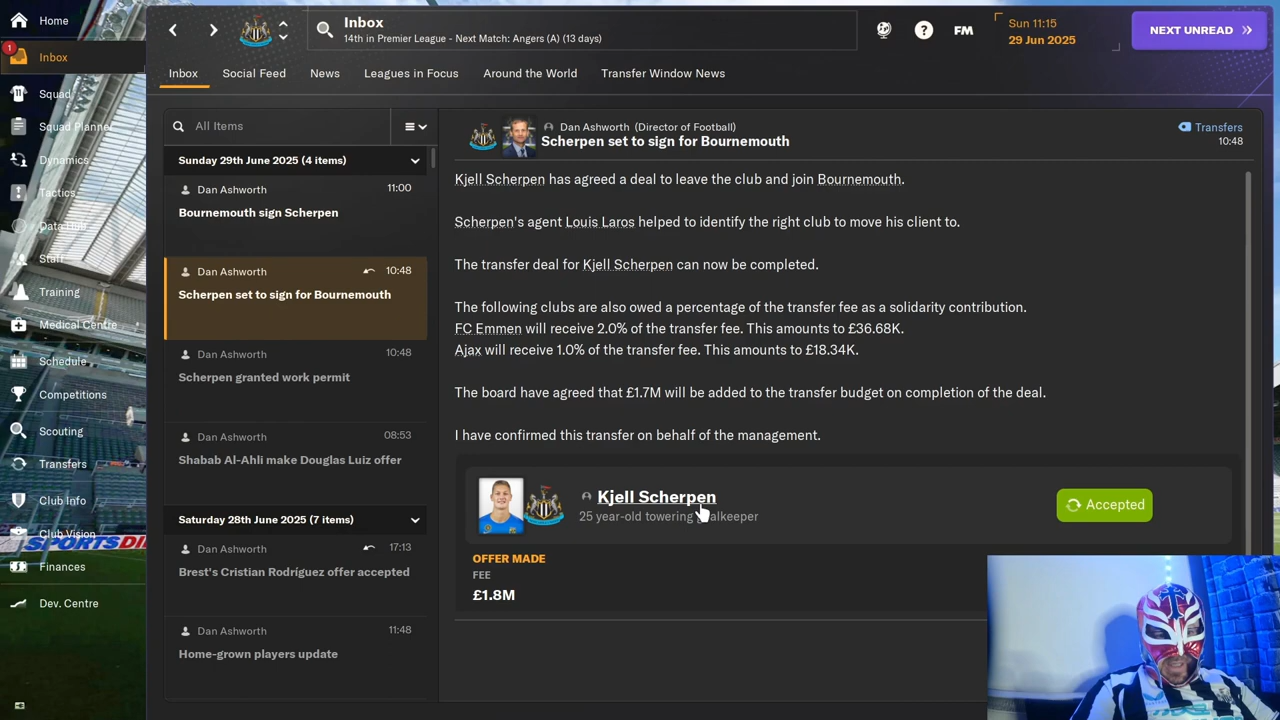 Home
Inbox
14th in Premier League - Next Match: Angers (A) (13 days)
?
FM
Sun 11:15
29 Jun 2025
NEXT UNREAD
1
Inbox
Inbox
Social Feed
News
Leagues in Focus
Around the World
Transfer Window News
Squad
Squad Planner
Dynamics
Tactics
Data Hub
Staff
Training
Medical Centre
Schedule
Competitions
Scouting
Transfers
Club Info
Club Vision
SPORTS DI
Finances
Dev. Centre
All Items
Sunday 29th June 2025 (4 items)
Dan Ashworth 11:00
Bournemouth sign Scherpen
Dan Ashworth 10:48
Scherpen set to sign for Bournemouth
Dan Ashworth 10:48
Scherpen granted work permit
Dan Ashworth 08:53
Shabab Al-Ahli make Douglas Luiz offer
Saturday 28th June 2025 (7 items)
Dan Ashworth 17:13
Brest's Cristian Rodríguez offer accepted
Dan Ashworth 11:48
Home-grown players update
Dan Ashworth (Director of Football)
Scherpen set to sign for Bournemouth
Transfers
10:48
Kjell Scherpen has agreed a deal to leave the club and join Bournemouth.
Scherpen's agent Louis Laros helped to identify the right club to move his client to.
The transfer deal for Kjell Scherpen can now be completed.
The following clubs are also owed a percentage of the transfer fee as a solidarity contribution.
FC Emmen will receive 2.0% of the transfer fee. This amounts to £36.68K.
Ajax will receive 1.0% of the transfer fee. This amounts to £18.34K.
The board have agreed that £1.7M will be added to the transfer budget on completion of the deal.
I have confirmed this transfer on behalf of the management.
Kjell Scherpen
25 year-old towering goalkeeper
Accepted
OFFER MADE
FEE
£1.8M